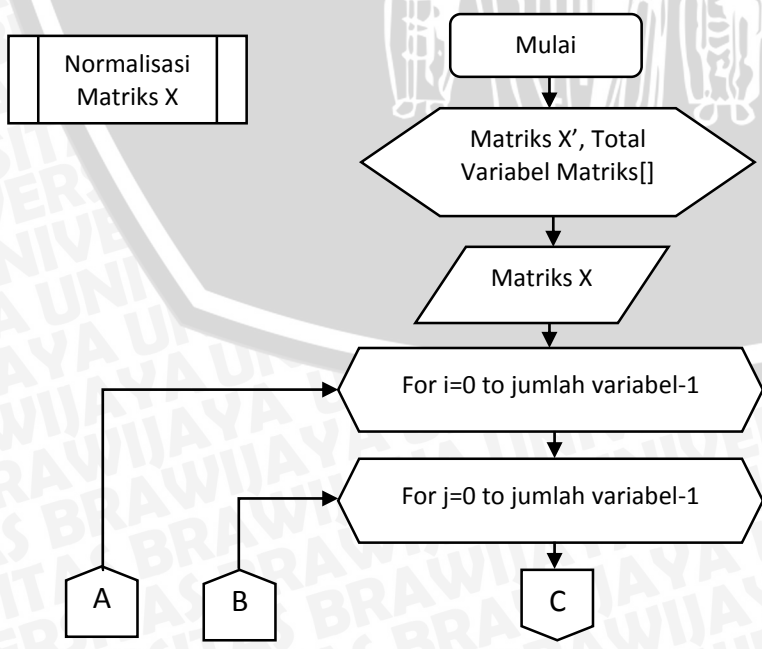 Normalisasi
Matriks X
Mulai
Matriks X’, Total
Variabel Matriks[]
Matriks X
For i=0 to jumlah variabel-1
For j=0 to jumlah variabel-1
A
B
C